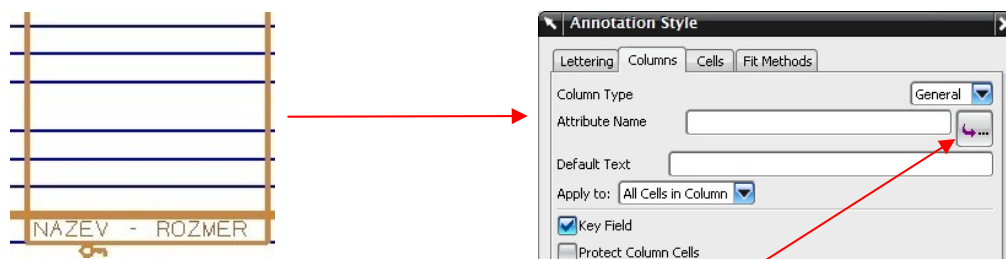 NAZEV - ROZMER
Annotation Style
Lettering Columns Cells Fit Methods
Column Type General
Attribute Name ...
Default Text
Apply to: All Cells in Column
Key Field
Protect Column Cells